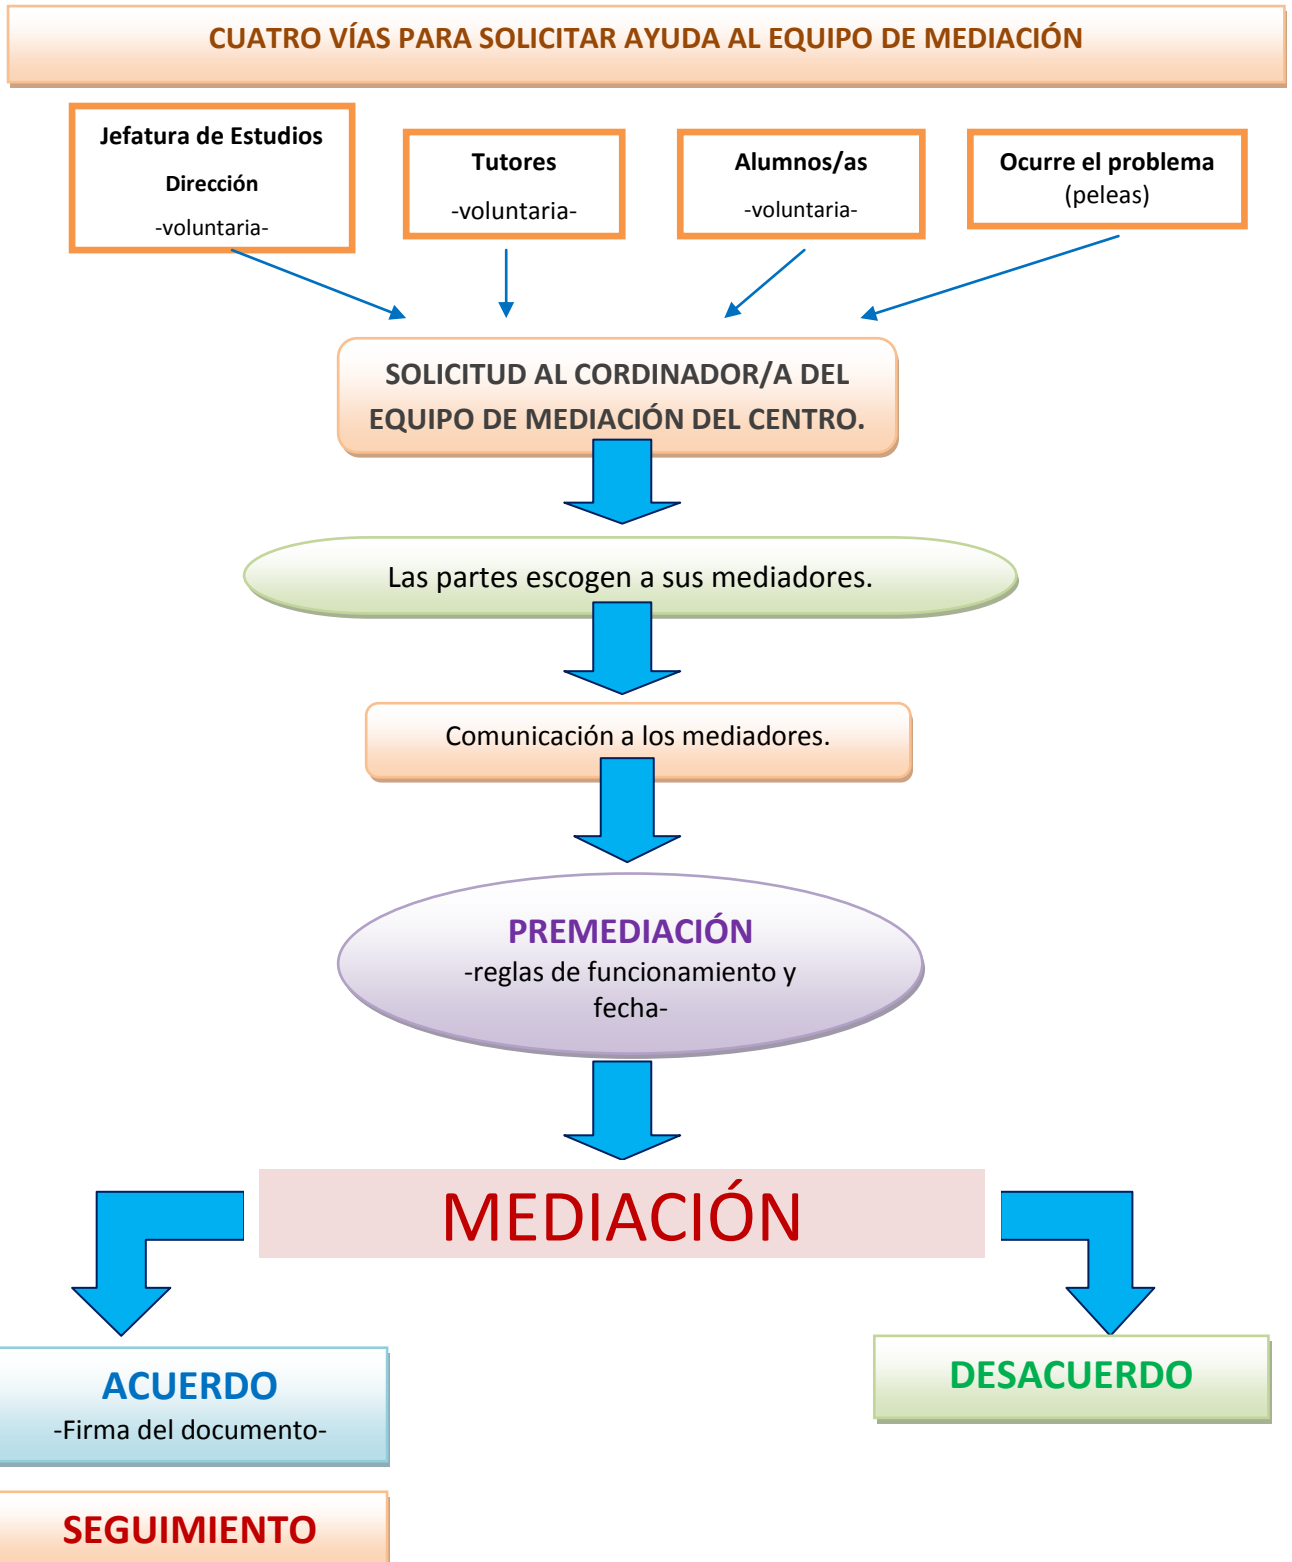 CUATRO VÍAS PARA SOLICITAR AYUDA AL EQUIPO DE MEDIACIÓN
Jefatura de Estudios
Dirección
-voluntaria-
Tutores
-voluntaria-
Alumnos/as
-voluntaria-
Ocurre el problema
(peleas)
SOLICITUD AL CORDINADOR/A DEL
EQUIPO DE MEDIACIÓN DEL CENTRO.
Las partes escogen a sus mediadores.
Comunicación a los mediadores.
PREMEDIACIÓN
-reglas de funcionamiento y
fecha-
MEDIACIÓN
ACUERDO
-Firma del documento-
DESACUERDO
SEGUIMIENTO